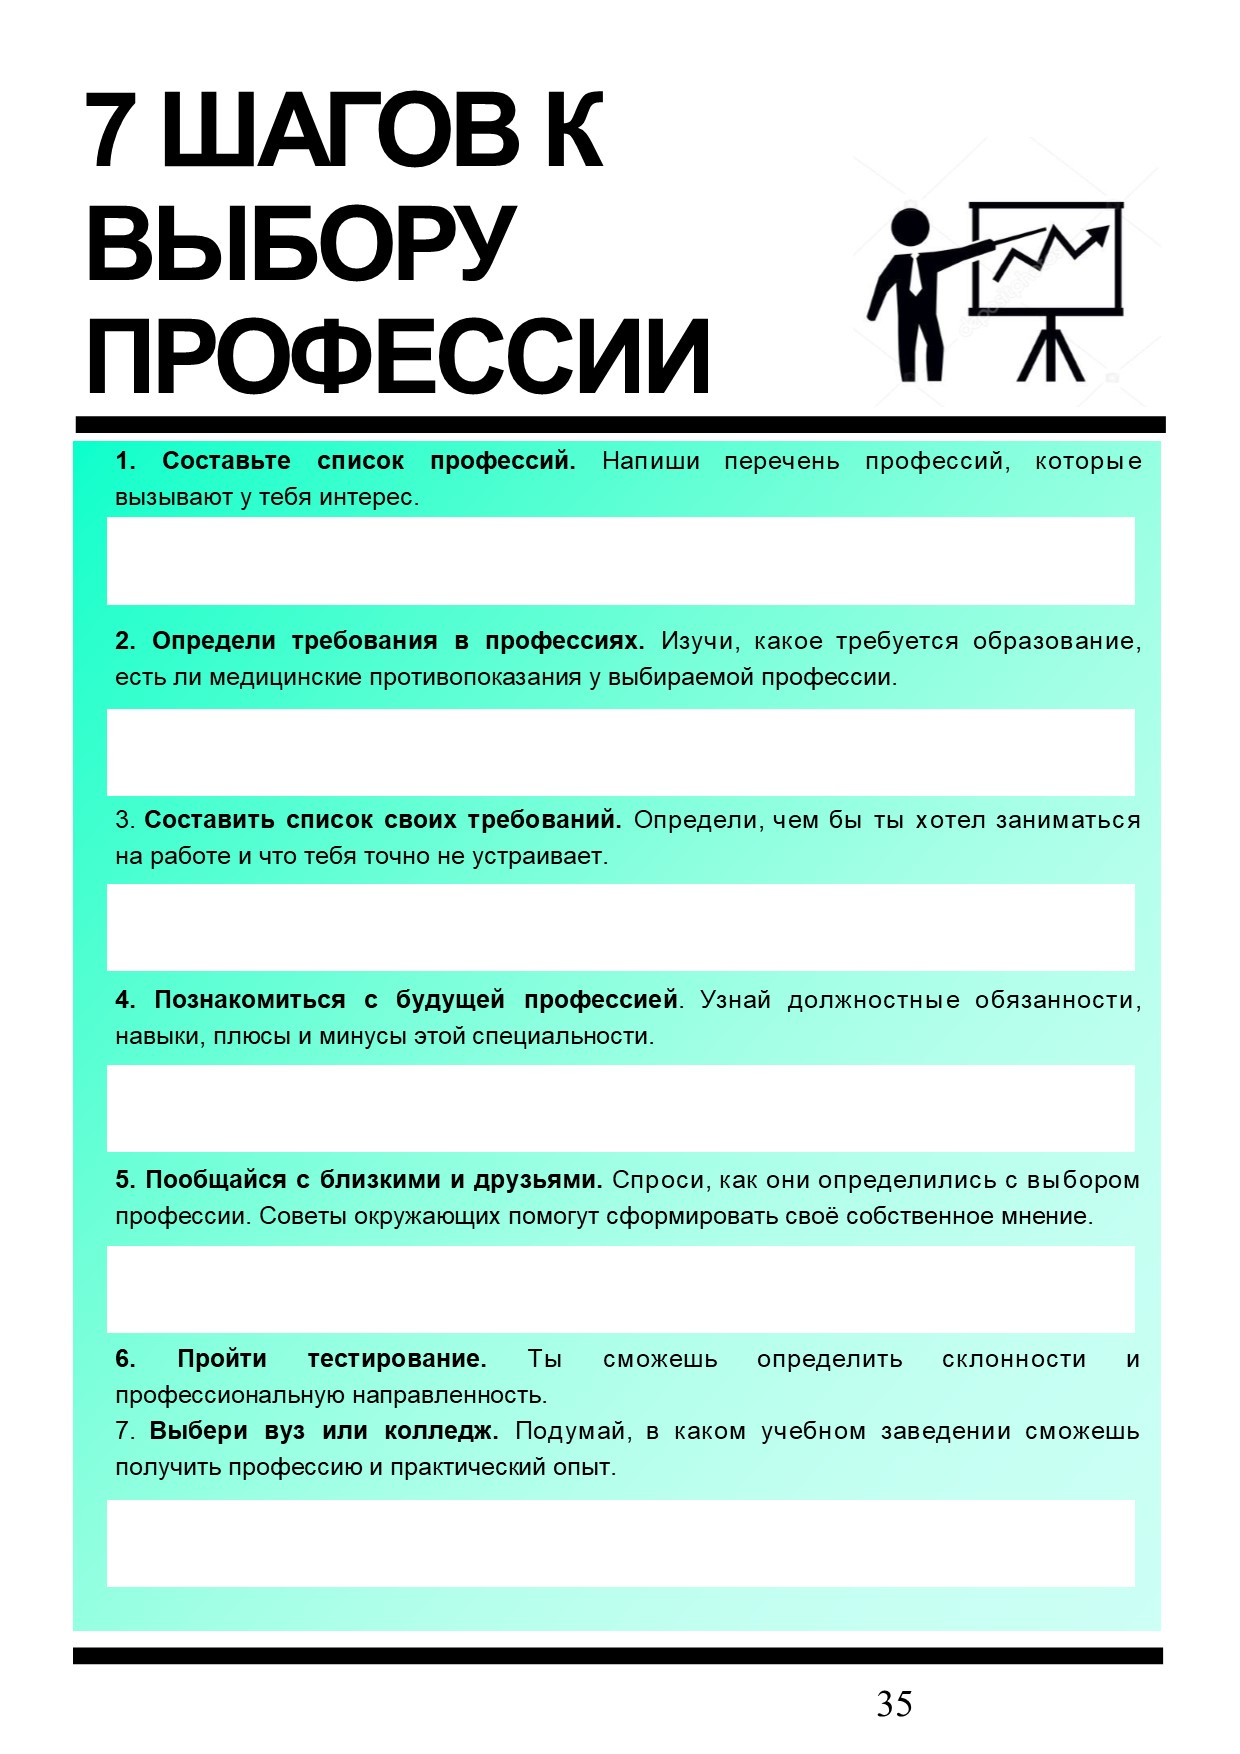 7 ШАГОВ К
ВЫБОРУ
ПРОФЕССИИ
1. Составьте список профессий. Напиши перечень профессий, которые
вызывают у тебя интерес.
2. Определи требования в профессиях. Изучи, какое требуется образование,
есть ли медицинские противопоказания у выбираемой профессии.
3. Составить список своих требований. Определи, чем бы ты хотел заниматься
на работе и что тебя точно не устраивает.
4. Познакомиться с будущей профессией. Узнай должностные обязанности,
навыки, плюсы и минусы этой специальности.
5. Пообщайся с близкими и друзьями. Спроси, как они определились с выбором
профессии. Советы окружающих помогут сформировать своё собственное мнение.
6. Пройти тестирование. Ты сможешь определить склонности и
профессиональную направленность.
7. Выбери вуз или колледж. Подумай, в каком учебном заведении сможешь
получить профессию и практический опыт.
35